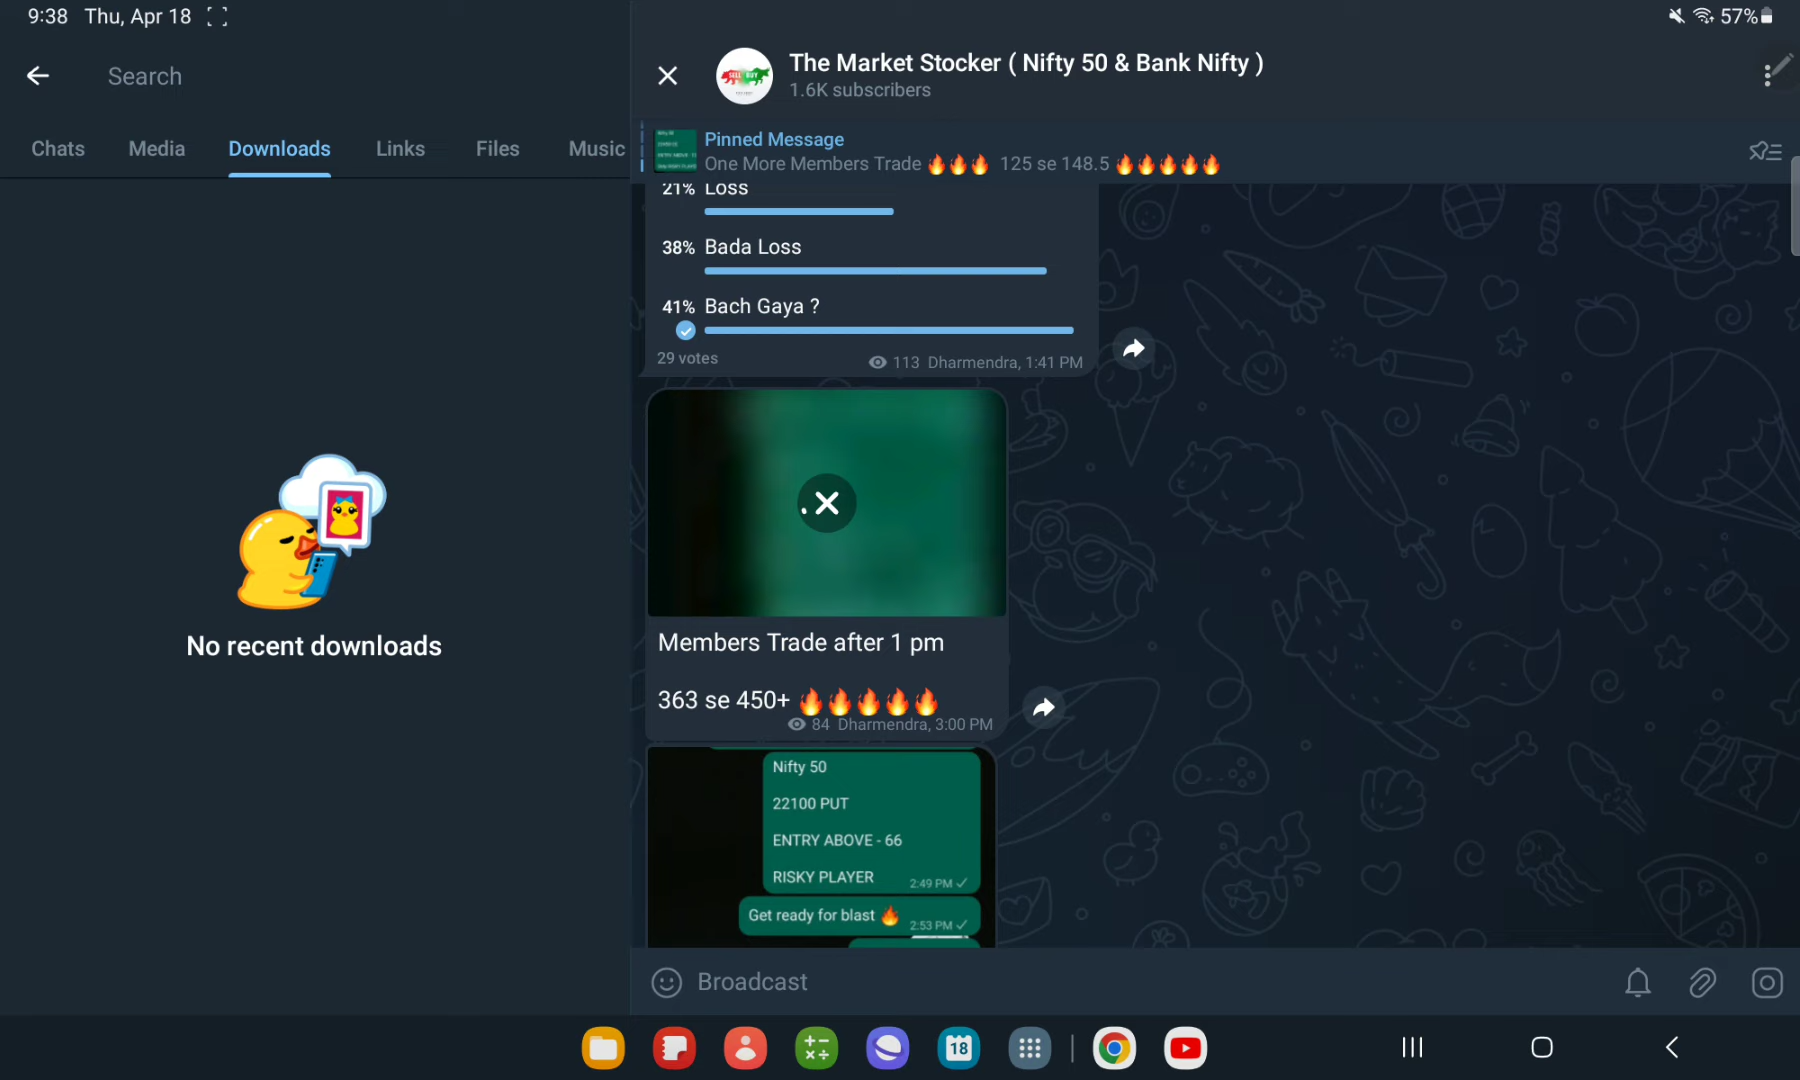 9:38 Thu, Apr 18
57%
Search
Chats Media Downloads Links Files Music
No recent downloads
The Market Stocker ( Nifty 50 & Bank Nifty )
1.6K subscribers
Pinned Message
One More Members Trade 🔥🔥🔥 125 se 148.5 🔥🔥🔥🔥🔥
21% Loss
38% Bada Loss
41% Bach Gaya ?
29 votes
113 Dharmendra, 1:41 PM
Members Trade after 1 pm
363 se 450+ 🔥🔥🔥🔥🔥
84 Dharmendra, 3:00 PM
Nifty 50
22100 PUT
ENTRY ABOVE - 66
RISKY PLAYER
2:49 PM
Get ready for blast 🔥
2:53 PM
Broadcast
18